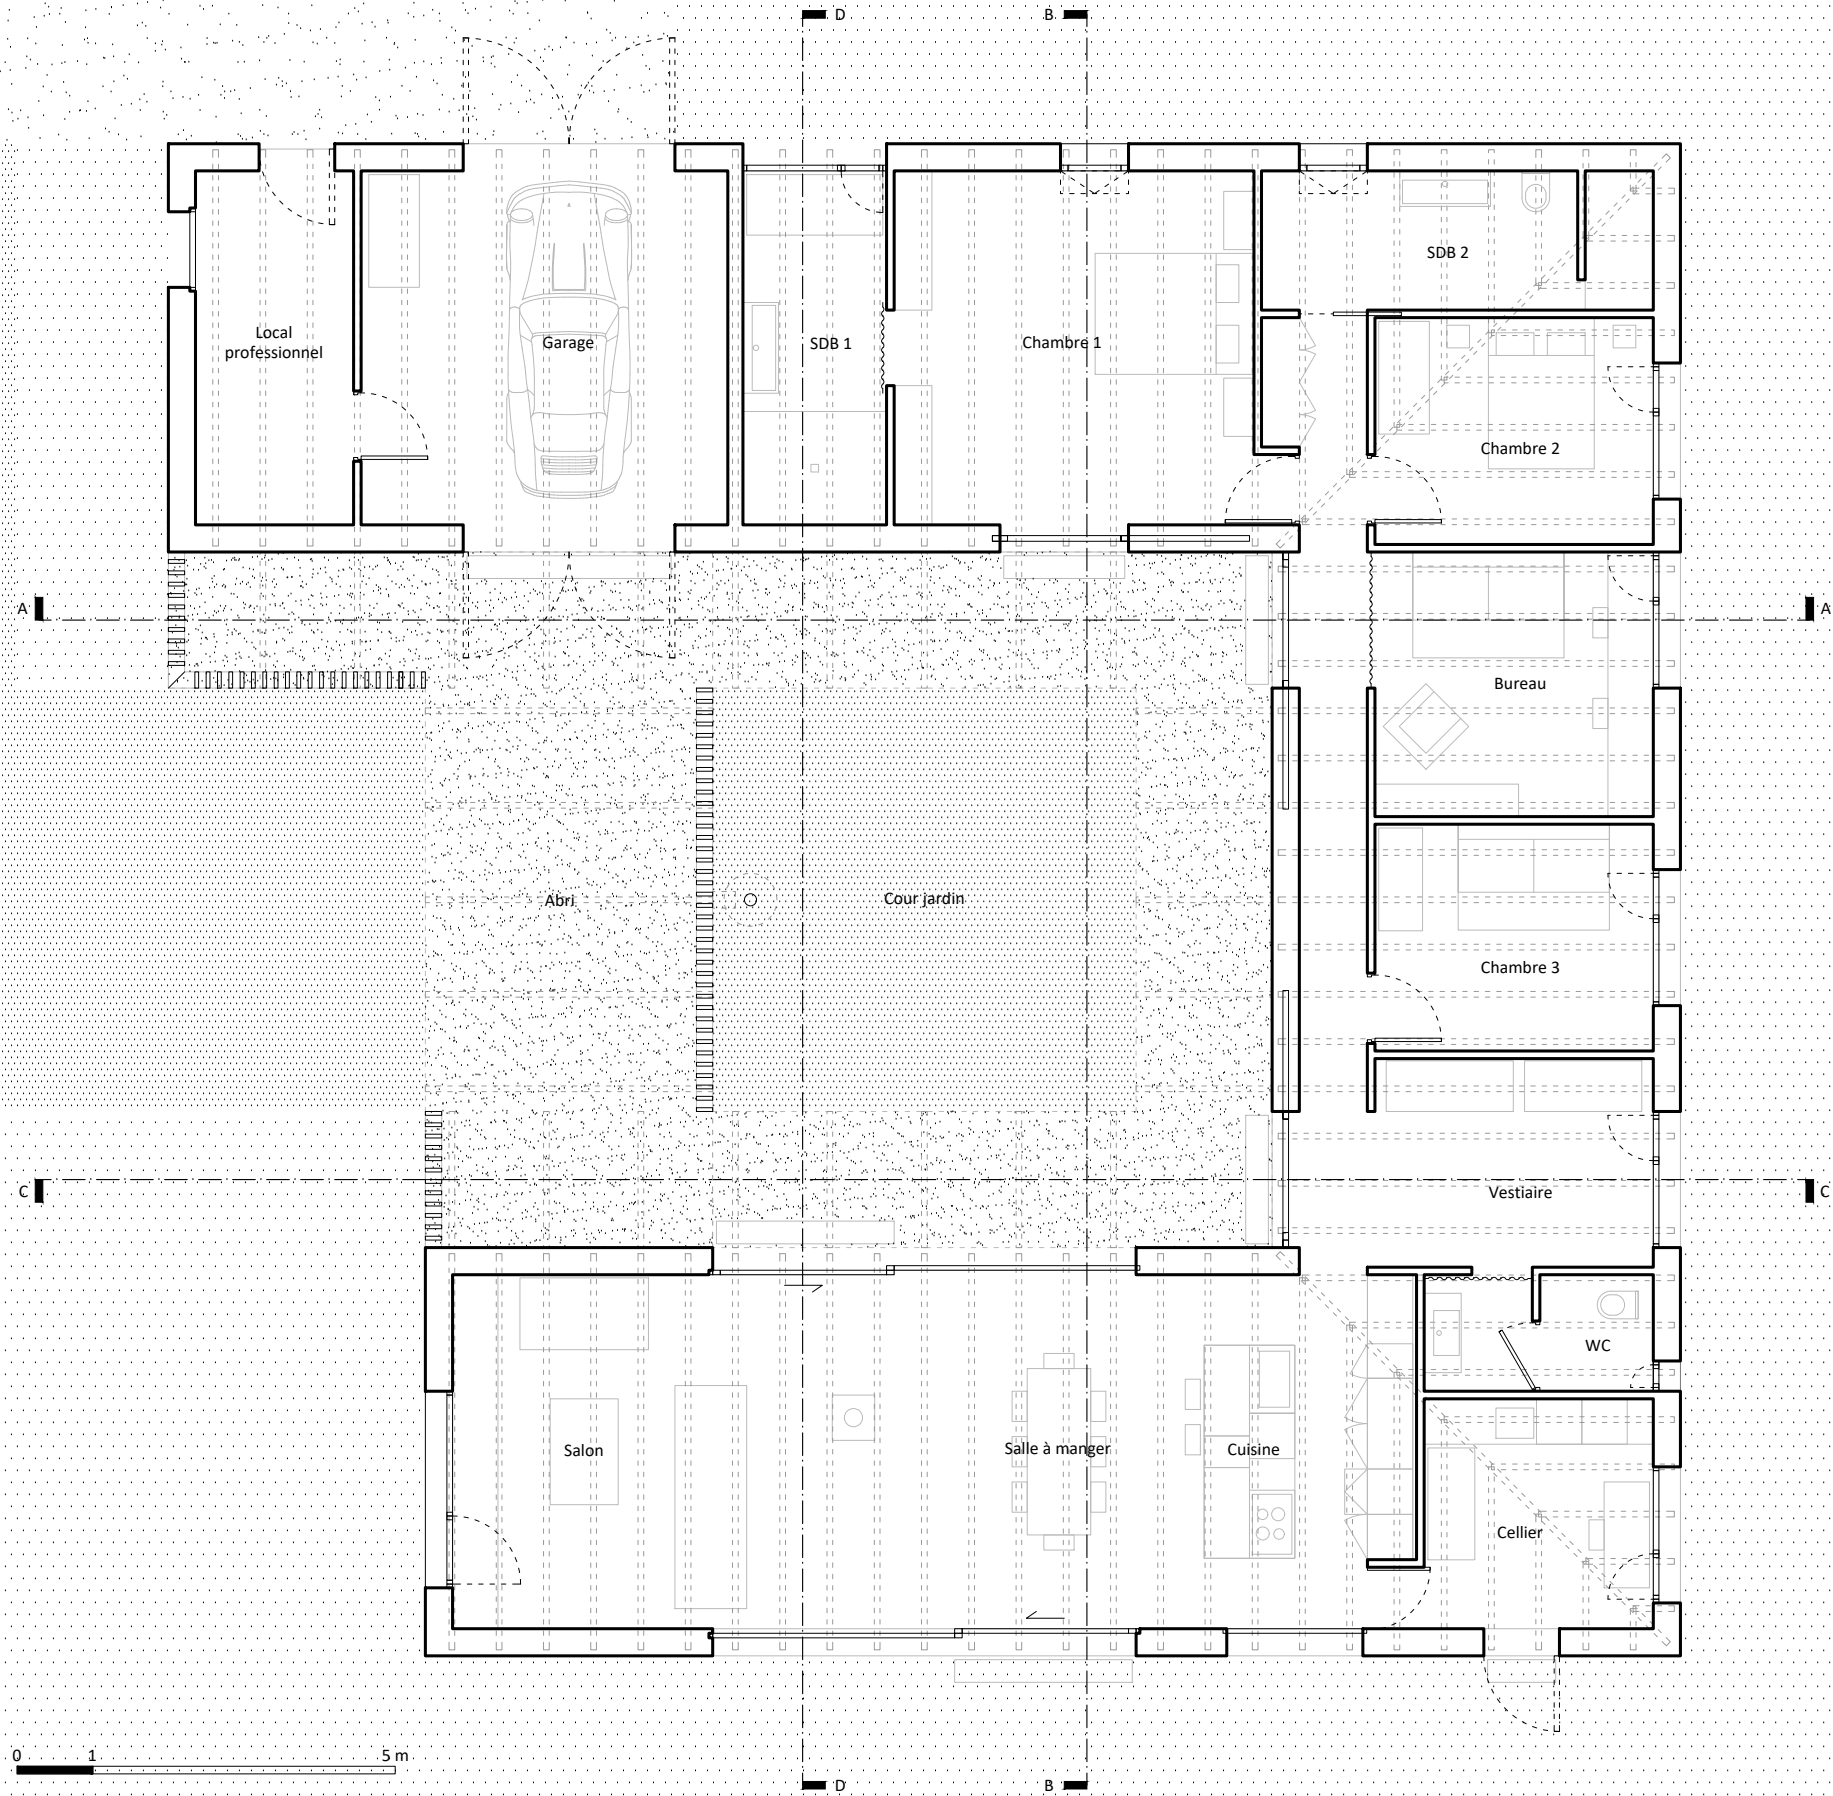 D
B
Local
professionnel
Garage
SDB 1
Chambre 1
SDB 2
Chambre 2
A
A
Bureau
Abri
Cour jardin
Chambre 3
C
C
Vestiaire
WC
Salon
Salle à manger
Cuisine
Cellier
0 1 5 m
D
B